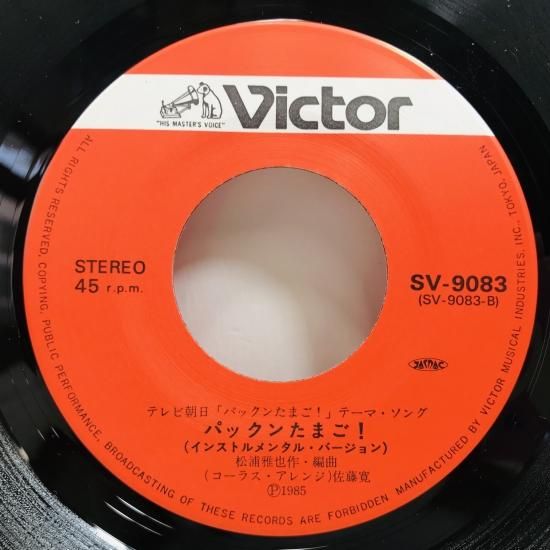 "HIS MASTER'S VOICE"
Victor
STEREO
45 r.p.m.
SV-9083
(SV-9083-B)
JASRAC
テレビ朝日「パックンたまご！」テーマ・ソング
パックンたまご！
(インストルメンタル・バージョン)
松浦雅也作・編曲
(コーラス・アレンジ)佐藤寛
Ⓟ1985
ALL RIGHTS RESERVED, COPYING, PUBLIC PERFORMANCE, BROADCASTING OF THESE RECORDS ARE FORBIDDEN MANUFACTURED BY VICTOR MUSICAL INDUSTRIES, INC., TOKYO, JAPAN